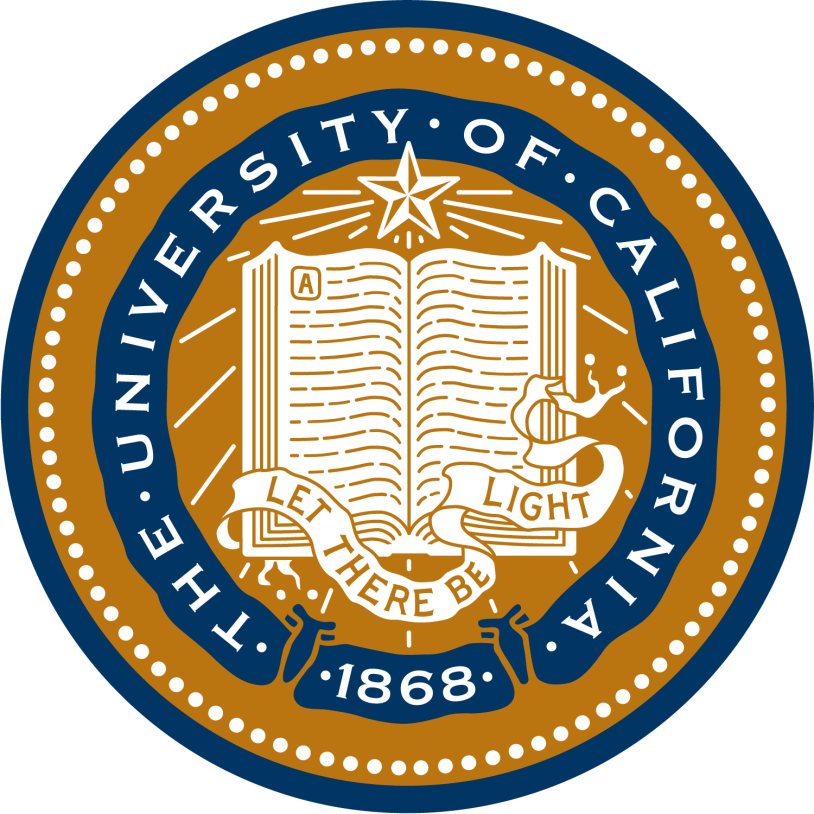 THE · UNIVERSITY · OF · CALIFORNIA
A
LET THERE BE LIGHT
· 1868 ·